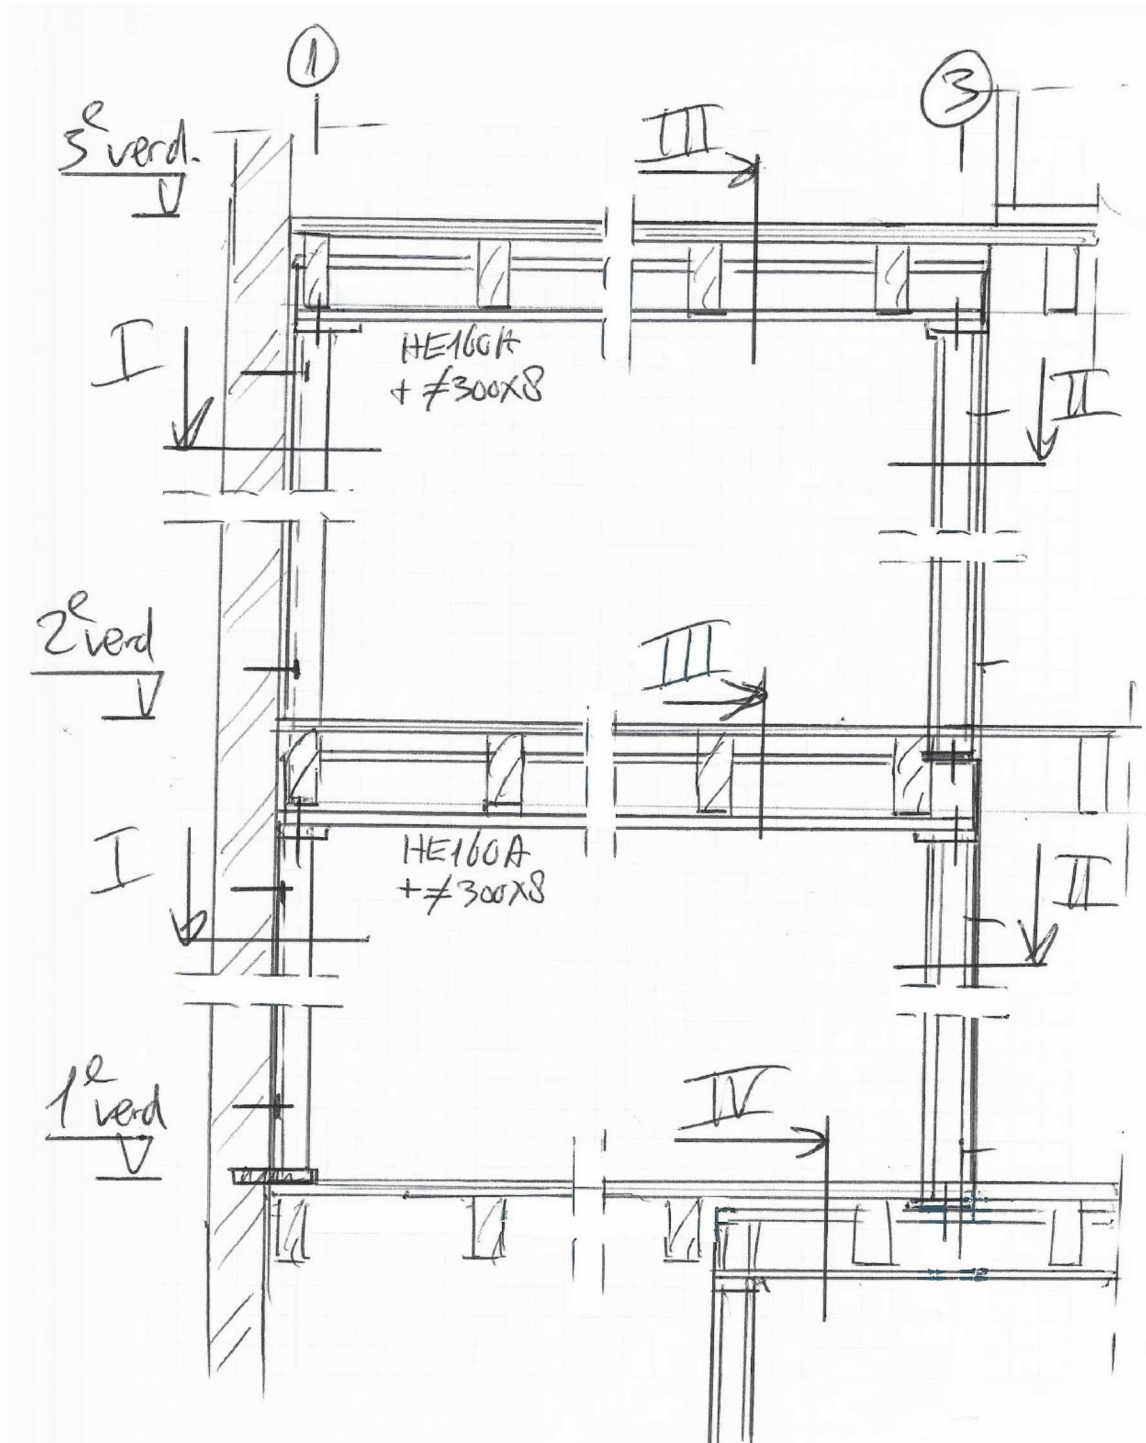 1
3
3e verd.
III
I
HE160A
+ ≠300x8
II
2e verd
III
I
HE160A
+ ≠300x8
II
1e verd
IV